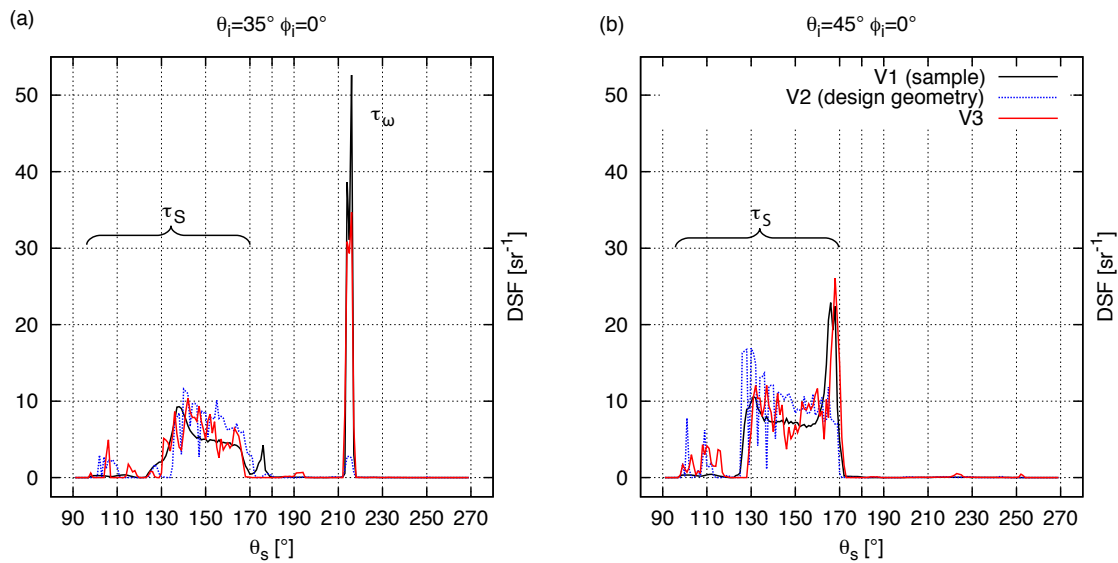 (a)
θi=35° ϕi=0°
50
40
30
20
10
0
τS
τω
90 110 130 150 170 190 210 230 250 270
θs [°]
DSF [sr-1]
(b)
θi=45° ϕi=0°
V1 (sample)
V2 (design geometry)
V3
50
40
30
20
10
0
τS
90 110 130 150 170 190 210 230 250 270
θs [°]
DSF [sr-1]